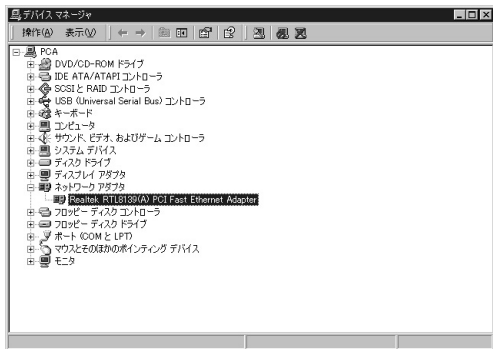 デバイス マネージャ
操作(A) 表示(V)
PCA
DVD/CD-ROM ドライブ
IDE ATA/ATAPI コントローラ
SCSI と RAID コントローラ
USB (Universal Serial Bus) コントローラ
キーボード
コンピュータ
サウンド、ビデオ、およびゲーム コントローラ
システム デバイス
ディスク ドライブ
ディスプレイ アダプタ
ネットワーク アダプタ
Realtek RTL8139(A) PCI Fast Ethernet Adapter
フロッピー ディスク コントローラ
フロッピー ディスク ドライブ
ポート (COM と LPT)
マウスとそのほかのポインティング デバイス
モニタ